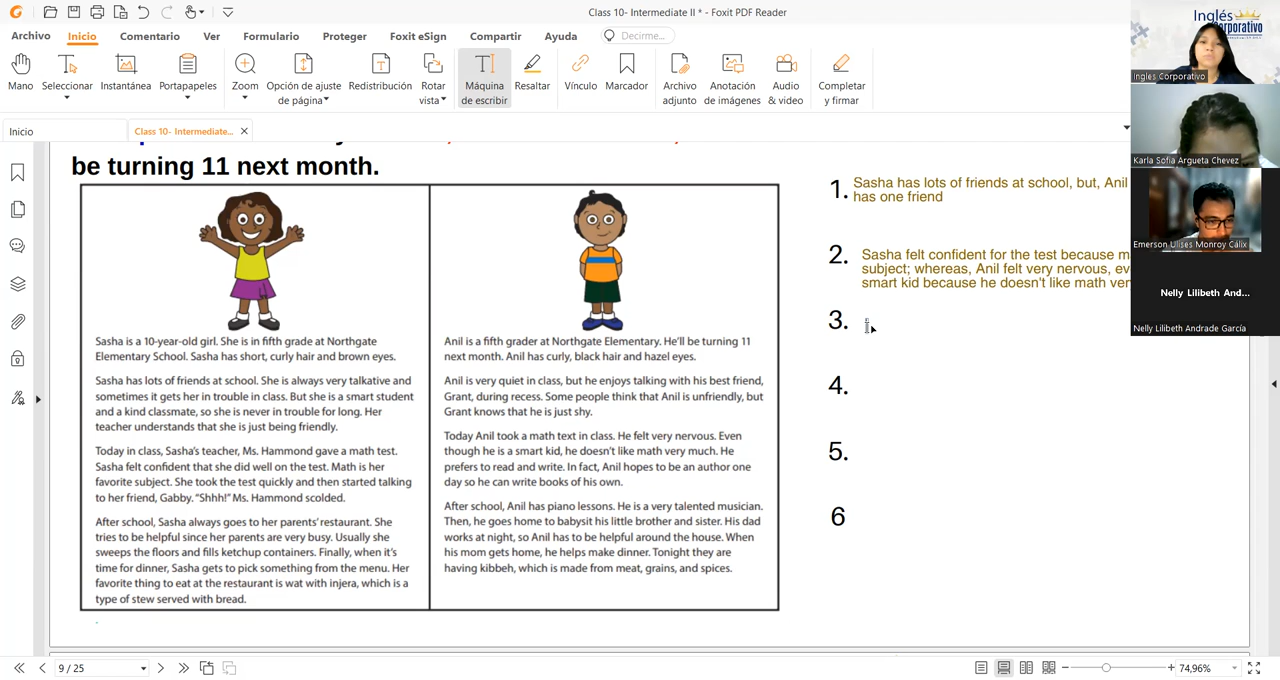 Class 10- Intermediate II * - Foxit PDF Reader
Archivo Inicio Comentario Ver Formulario Proteger Foxit eSign Compartir Ayuda Decirme...
Mano Seleccionar Instantánea Portapapeles Zoom Opción de ajuste de página Redistribución Rotar vista Máquina de escribir Resaltar Vínculo Marcador Archivo adjunto Anotación de imágenes Audio & video Completar y firmar
Inicio Class 10- Intermediate...
be turning 11 next month.
Sasha is a 10-year-old girl. She is in fifth grade at Northgate
Elementary School. Sasha has short, curly hair and brown eyes.
Sasha has lots of friends at school. She is always very talkative and
sometimes it gets her in trouble in class. But she is a smart student
and a kind classmate, so she is never in trouble for long. Her
teacher understands that she is just being friendly.
Today in class, Sasha's teacher, Ms. Hammond gave a math test.
Sasha felt confident that she did well on the test. Math is her
favorite subject. She took the test quickly and then started talking
to her friend, Gabby. "Shhh!" Ms. Hammond scolded.
After school, Sasha always goes to her parents' restaurant. She
tries to be helpful since her parents are very busy. Usually she
sweeps the floors and fills ketchup containers. Finally, when it's
time for dinner, Sasha gets to pick something from the menu. Her
favorite thing to eat at the restaurant is wat with injera, which is a
type of stew served with bread.
Anil is a fifth grader at Northgate Elementary. He'll be turning 11
next month. Anil has curly, black hair and hazel eyes.
Anil is very quiet in class, but he enjoys talking with his best friend,
Grant, during recess. Some people think that Anil is unfriendly, but
Grant knows that he is just shy.
Today Anil took a math text in class. He felt very nervous. Even
though he is a smart kid, he doesn't like math very much. He
prefers to read and write. In fact, Anil hopes to be an author one
day so he can write books of his own.
After school, Anil has piano lessons. He is a very talented musician.
Then, he goes home to babysit his little brother and sister. His dad
works at night, so Anil has to be helpful around the house. When
his mom gets home, he helps make dinner. Tonight they are
having kibbeh, which is made from meat, grains, and spices.
1. Sasha has lots of friends at school, but, Anil
has one friend
2. Sasha felt confident for the test because
subject; whereas, Anil felt very nervous,
smart kid because he doesn't like math
3.
4.
5.
6
Inglés
Corporativo
Ingles Corporativo
Karla Sofia Argueta Chevez
Emerson Ulises Monroy Cálix
Nelly Lilibeth And...
Nelly Lilibeth Andrade García
9 / 25
74,96%